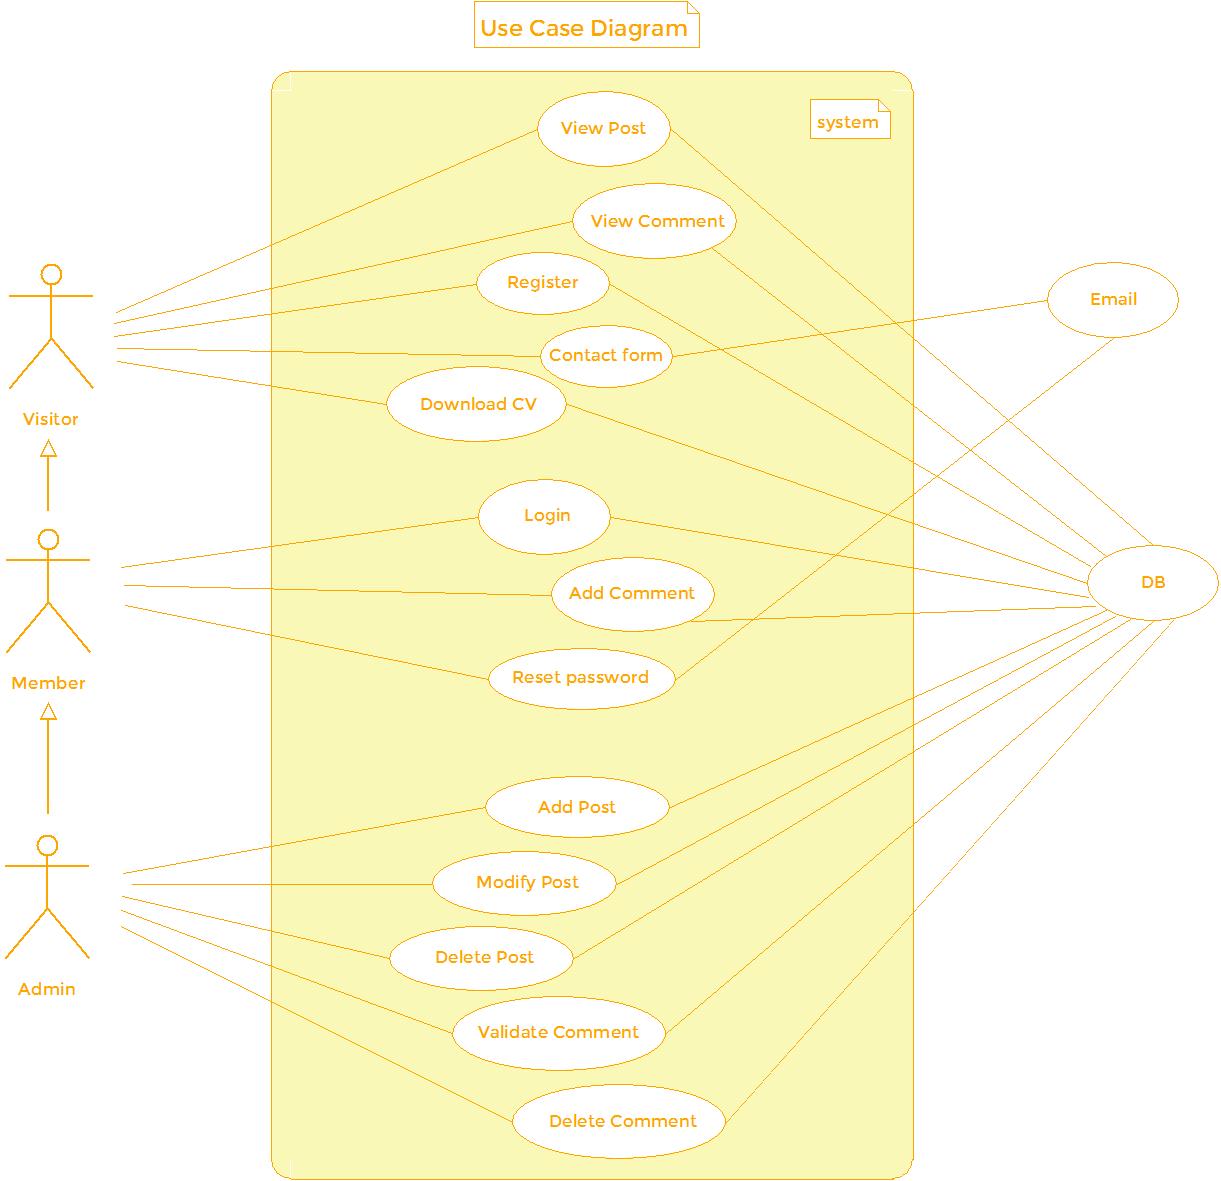 Use Case Diagram
system
View Post
View Comment
Register
Contact form
Download CV
Login
Add Comment
Reset password
Add Post
Modify Post
Delete Post
Validate Comment
Delete Comment
Visitor
Member
Admin
Email
DB